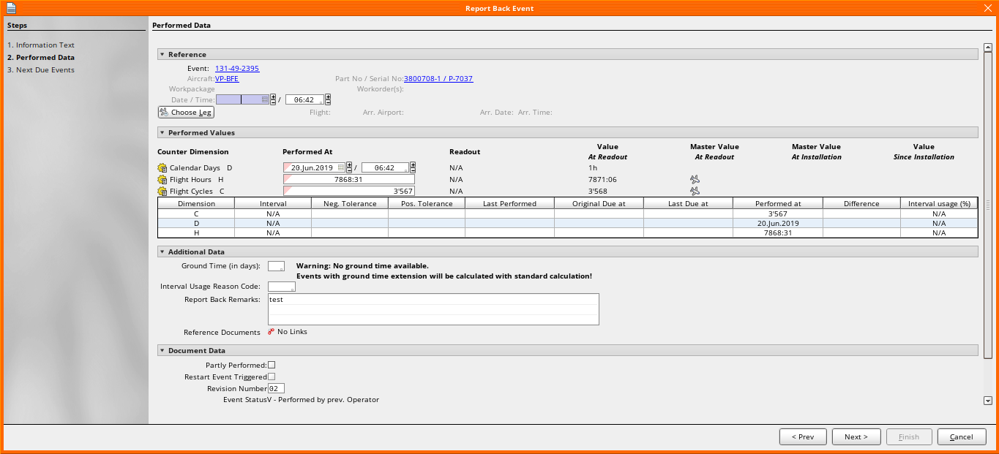 Report Back Event
Steps
1. Information Text
2. Performed Data
3. Next Due Events
Performed Data
Reference
Event: 131-49-2395
Aircraft: VP-BFE Part No / Serial No: 3800708-1 / P-7037
Workpackage Workorder(s):
Date / Time: / 06:42
Choose Leg Flight: Arr. Airport: Arr. Date: Arr. Time:
Performed Values
Value Master Value Master Value Value
Counter Dimension Performed At Readout At Readout At Readout At Installation Since Installation
Calendar Days D 20.Jun.2019 / 06:42 N/A 1h
Flight Hours H 7868:31 N/A 7871:06
Flight Cycles C 3'567 N/A 3'568
Dimension Interval Neg. Tolerance Pos. Tolerance Last Performed Original Due at Last Due at Performed at Difference Interval usage (%)
C N/A 3'567 N/A
D N/A 20.Jun.2019 N/A
H N/A 7868:31 N/A
Additional Data
Ground Time (in days): Warning: No ground time available.
Events with ground time extension will be calculated with standard calculation!
Interval Usage Reason Code:
Report Back Remarks: test
Reference Documents No Links
Document Data
Partly Performed:
Restart Event Triggered
Revision Number 02
Event Status V - Performed by prev. Operator
< Prev Next > Finish Cancel